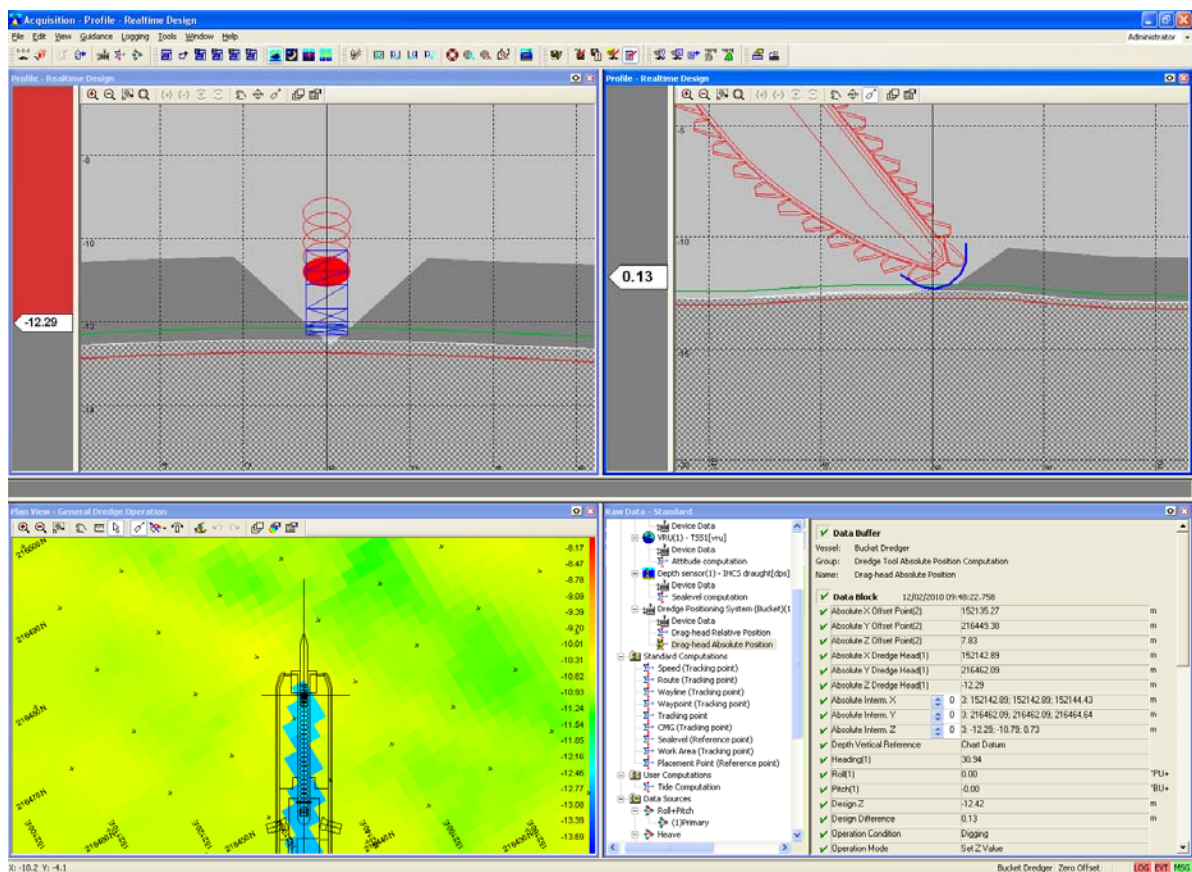 Acquisition - Profile - Realtime Design
File Edit View Guidance Logging Tools Window Help
Administrator
Profile - Realtime Design
-8
-10
-12
-14
-12.29
Profile - Realtime Design
-5
-10
-15
0.13
Plan View - General Dredge Operation
216500N
216490N
216480N
216470N
-8.17
-8.47
-8.78
-9.09
-9.39
-9.70
-10.01
-10.31
-10.62
-10.93
-11.24
-11.54
-11.85
-12.16
-12.46
-12.77
-13.08
-13.39
-13.69
Raw Data - Standard
Device Data
VRU(1) - TSS1[vru]
Device Data
Attitude computation
Depth sensor(1) - IHCS draught[dps]
Device Data
Sealevel computation
Dredge Positioning System (Bucket)(1
Device Data
Drag-head Relative Position
Drag-head Absolute Position
Standard Computations
Speed (Tracking point)
Route (Tracking point)
Wayline (Tracking point)
Waypoint (Tracking point)
Tracking point
CMG (Tracking point)
Sealevel (Reference point)
Work Area (Tracking point)
Placement Point (Reference point)
User Computations
Tide Computation
Data Sources
Roll+Pitch
(1)Primary
Heave
Data Buffer
Vessel: Bucket Dredger
Group: Dredge Tool Absolute Position Computation
Name: Drag-head Absolute Position
Data Block 12/02/2010 09:48:22.758
Absolute X Offset Point(2) 152135.27 m
Absolute Y Offset Point(2) 216449.38 m
Absolute Z Offset Point(2) 7.83 m
Absolute X Dredge Head(1) 152142.89 m
Absolute Y Dredge Head(1) 216462.09 m
Absolute Z Dredge Head(1) -12.29 m
Absolute Interm. X 0 3: 152142.89; 152142.89; 152144.43 m
Absolute Interm. Y 0 3: 216462.09; 216462.09; 216464.64 m
Absolute Interm. Z 0 3: -12.29; -10.79; 0.73 m
Depth Vertical Reference Chart Datum
Heading(1) 30.94
Roll(1) 0.00 °PU+
Pitch(1) -0.00 °BU+
Design Z -12.42 m
Design Difference 0.13 m
Operation Condition Digging
Operation Mode Set Z Value
X: -10.2 Y: -4.1
Bucket Dredger Zero Offset LOG EVT MSG